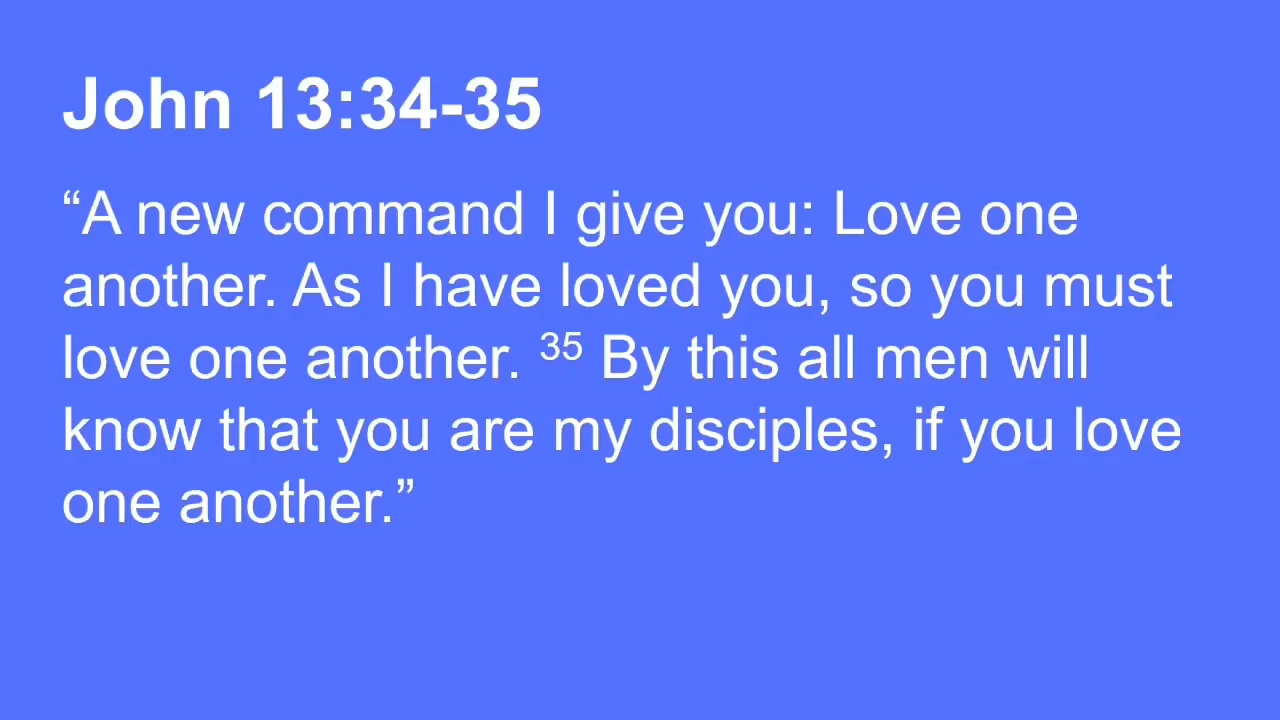 John 13:34-35
“A new command I give you: Love one
another. As I have loved you, so you must
love one another. ³⁵ By this all men will
know that you are my disciples, if you love
one another.”